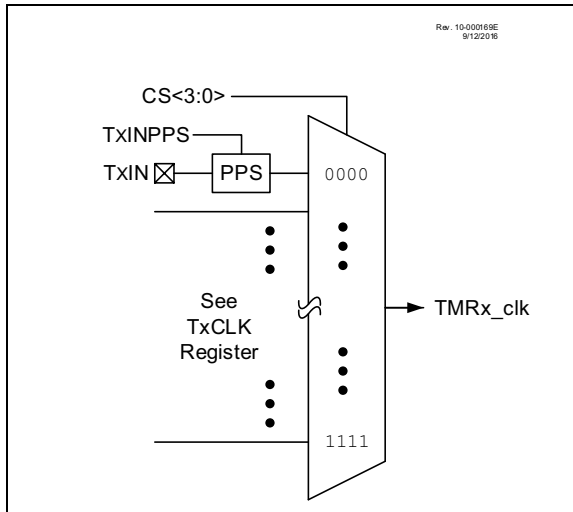 Rev. 10-000169E
9/12/2016
CS<3:0>
TxINPPS
TxIN
PPS
0000
See
TxCLK
Register
TMRx_clk
1111